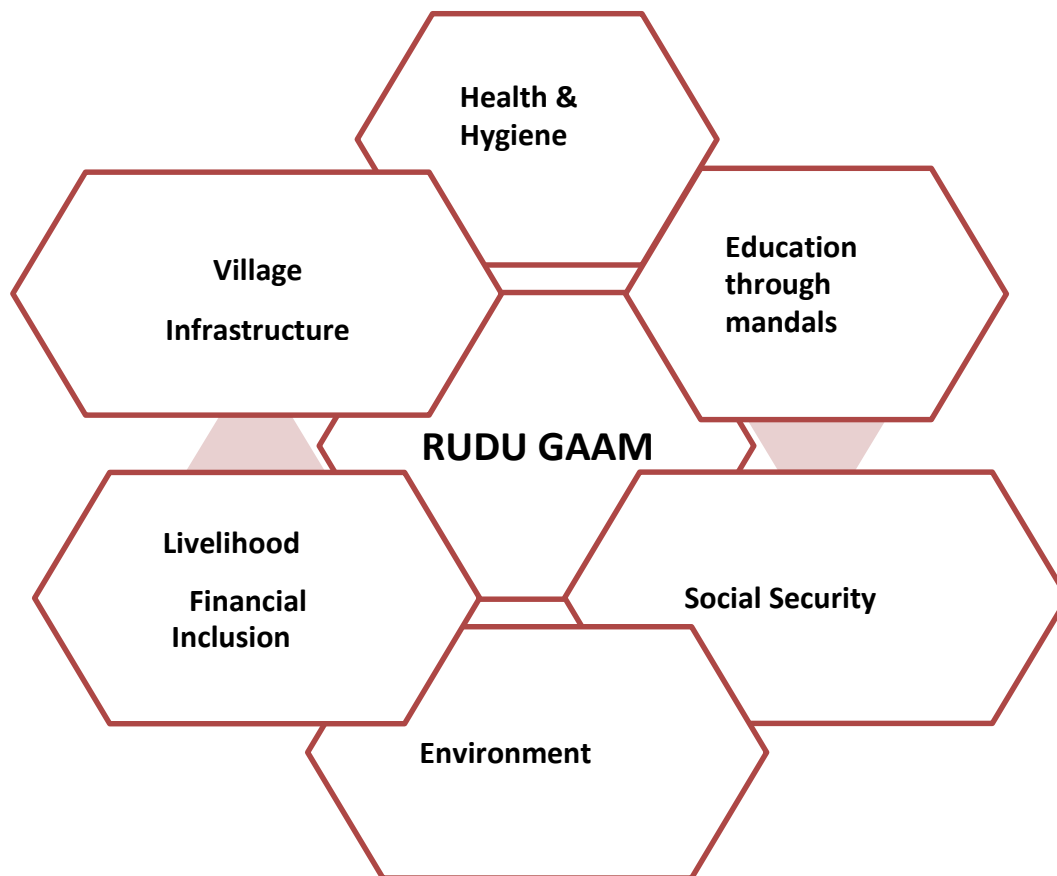 Health &
Hygiene
Village
Infrastructure
Education
through
mandals
RUDU GAAM
Livelihood
Financial
Inclusion
Social Security
Environment